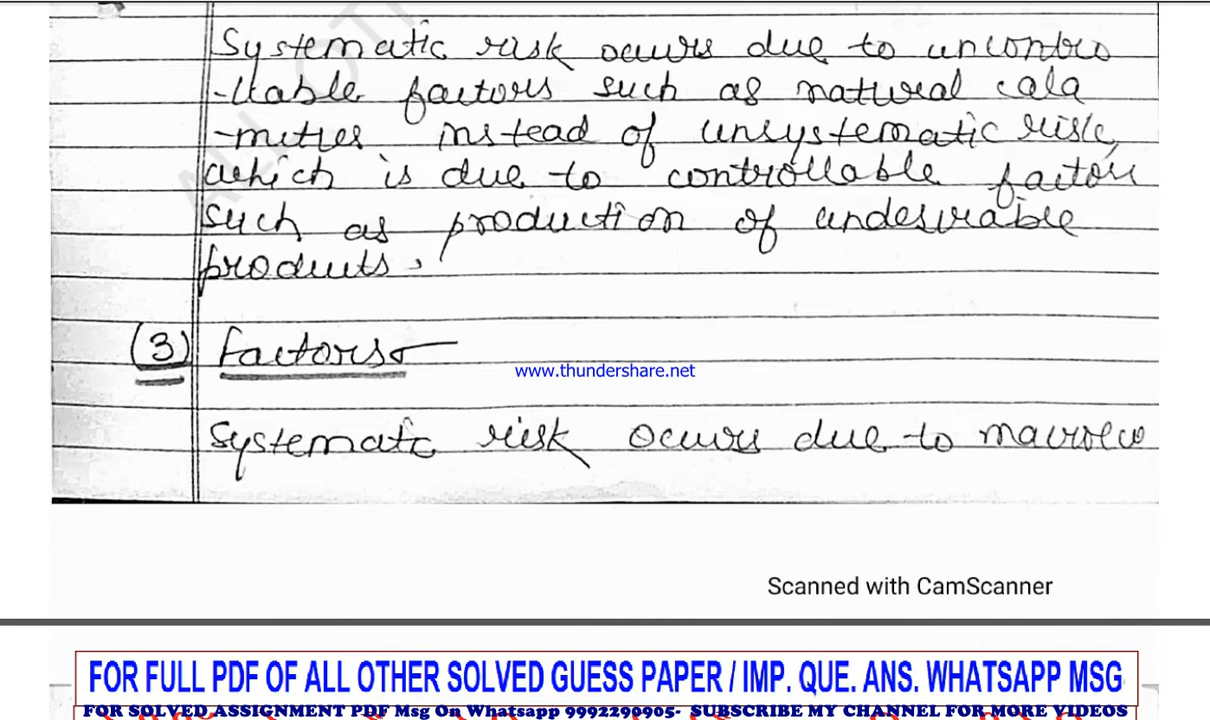 Systematic risk occurs due to uncontro
-llable factors such as natural cala
-mities instead of unsystematic risk,
which is due to controllable factors
such as production of undesirable
products.
(3) Factors
www.thundershare.net
Systematic risk occurs due to macroeco
Scanned with CamScanner
FOR FULL PDF OF ALL OTHER SOLVED GUESS PAPER / IMP. QUE. ANS. WHATSAPP MSG
FOR SOLVED ASSIGNMENT PDF Msg On Whatsapp 9992290905- SUBSCRIBE MY CHANNEL FOR MORE VIDEOS